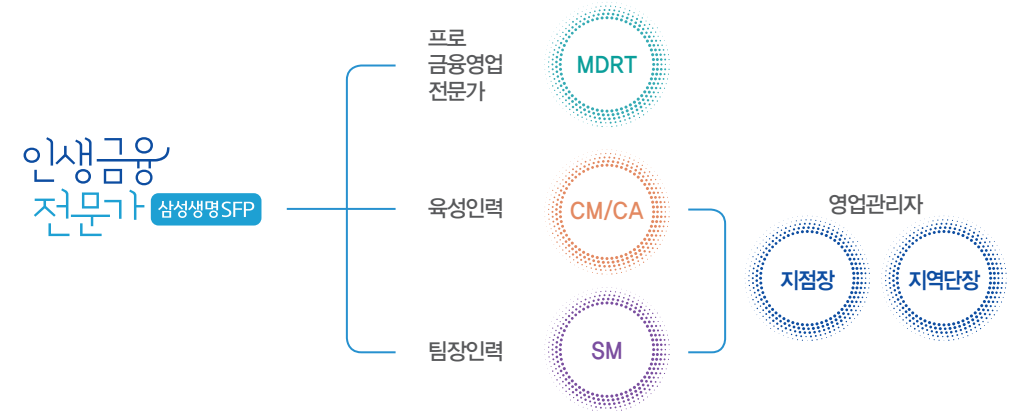 인생금융
전문가 삼성생명SFP
프로
금융영업
전문가
MDRT
육성인력
CM/CA
팀장인력
SM
영업관리자
지점장
지역단장